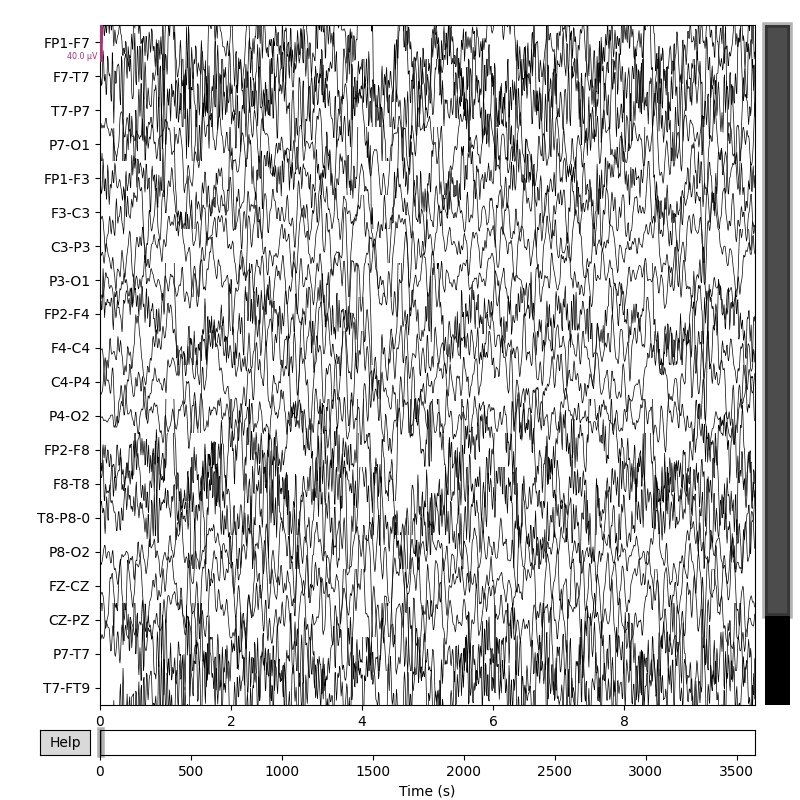 FP1-F7
40.0 µV
F7-T7
T7-P7
P7-O1
FP1-F3
F3-C3
C3-P3
P3-O1
FP2-F4
F4-C4
C4-P4
P4-O2
FP2-F8
F8-T8
T8-P8-0
P8-O2
FZ-CZ
CZ-PZ
P7-T7
T7-FT9
0 2 4 6 8
Help
0 500 1000 1500 2000 2500 3000 3500
Time (s)